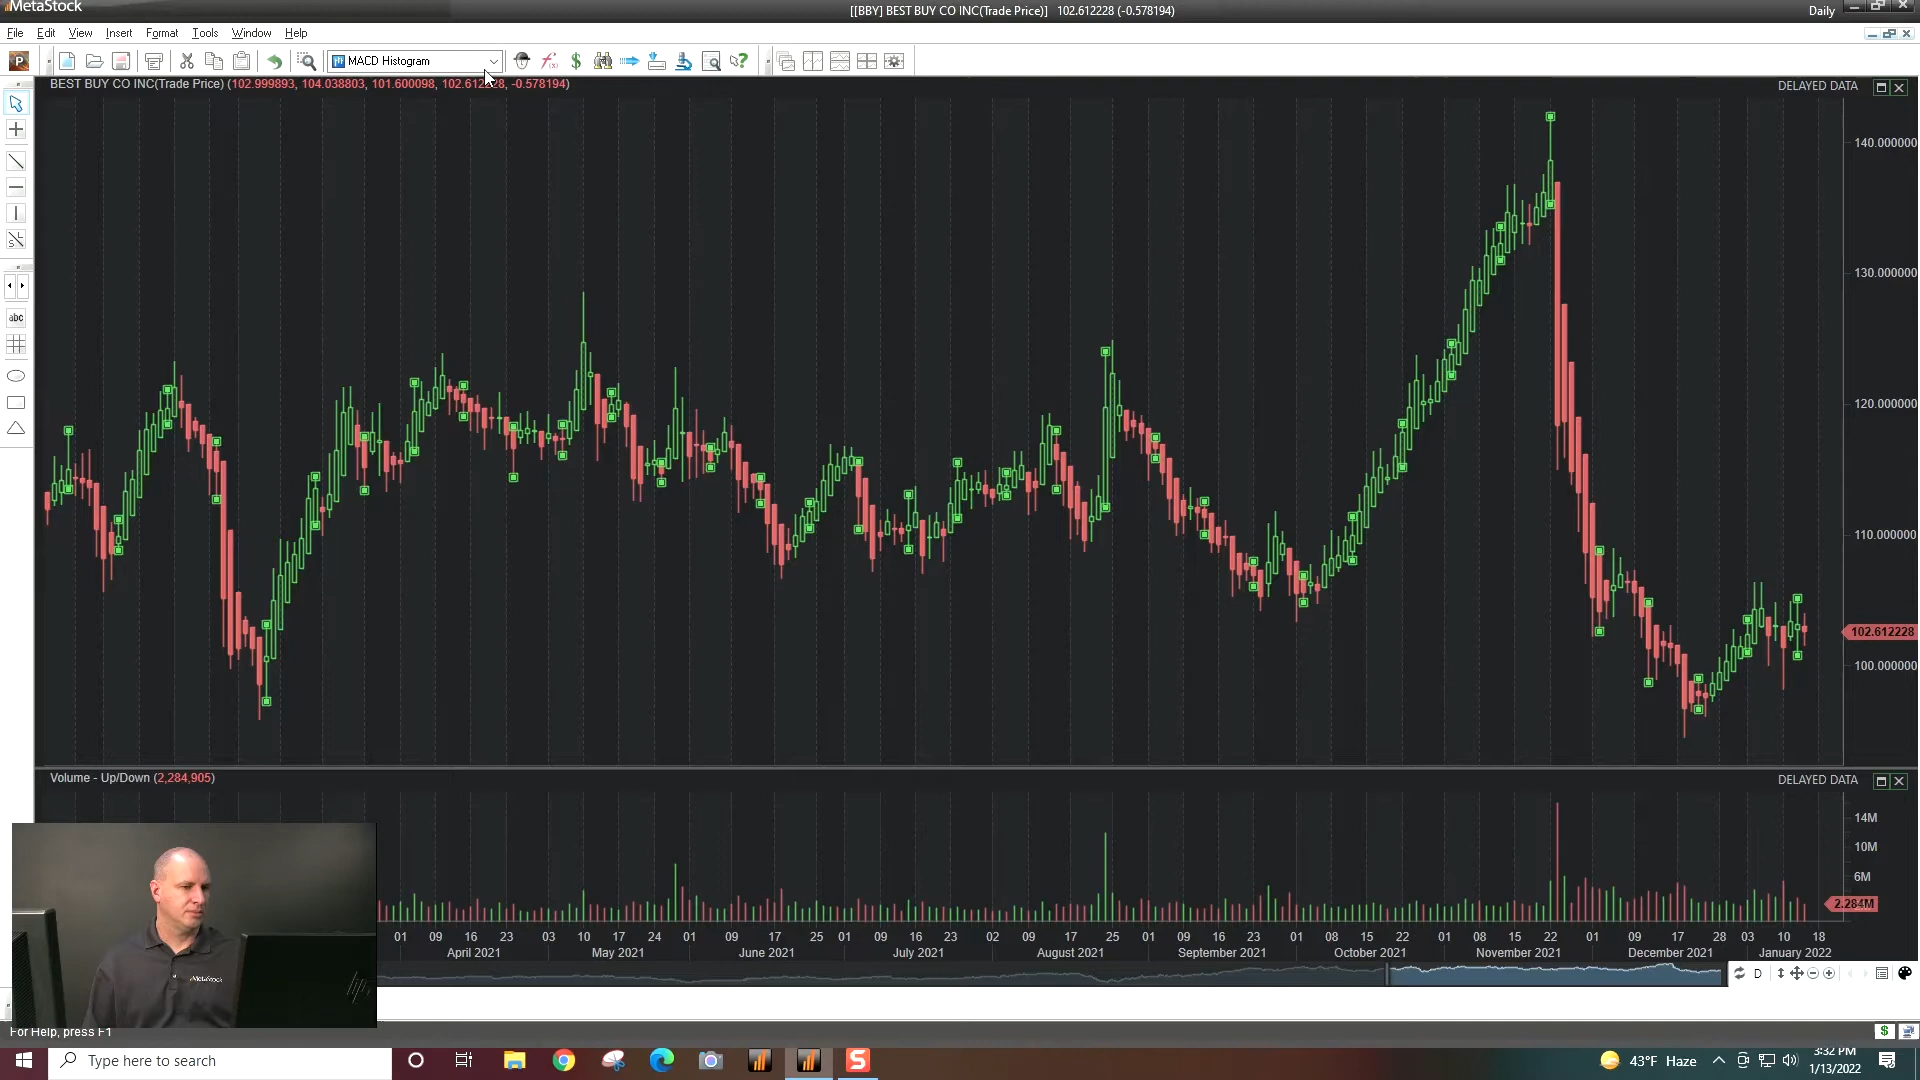 MetaStock
[[BBY] BEST BUY CO INC(Trade Price)] 102.612228 (-0.578194)
Daily
File Edit View Insert Format Tools Window Help
MACD Histogram
BEST BUY CO INC(Trade Price) (102.999893, 104.038803, 101.600098, 102.612228, -0.578194)
DELAYED DATA
140.000000
130.000000
120.000000
110.000000
102.612228
100.000000
abc
Volume - Up/Down (2,284,905)
DELAYED DATA
14M
10M
6M
2.284M
01 09 16 23 03 10 17 24 01 09 17 25 01 09 16 23 02 09 17 25 01 09 16 23 01 08 15 22 01 08 15 22 01 09 17 28 03 10 18
April 2021 May 2021 June 2021 July 2021 August 2021 September 2021 October 2021 November 2021 December 2021 January 2022
D
MetaStock
For Help, press F1
Type here to search
S
43°F Haze
3:32 PM
1/13/2022